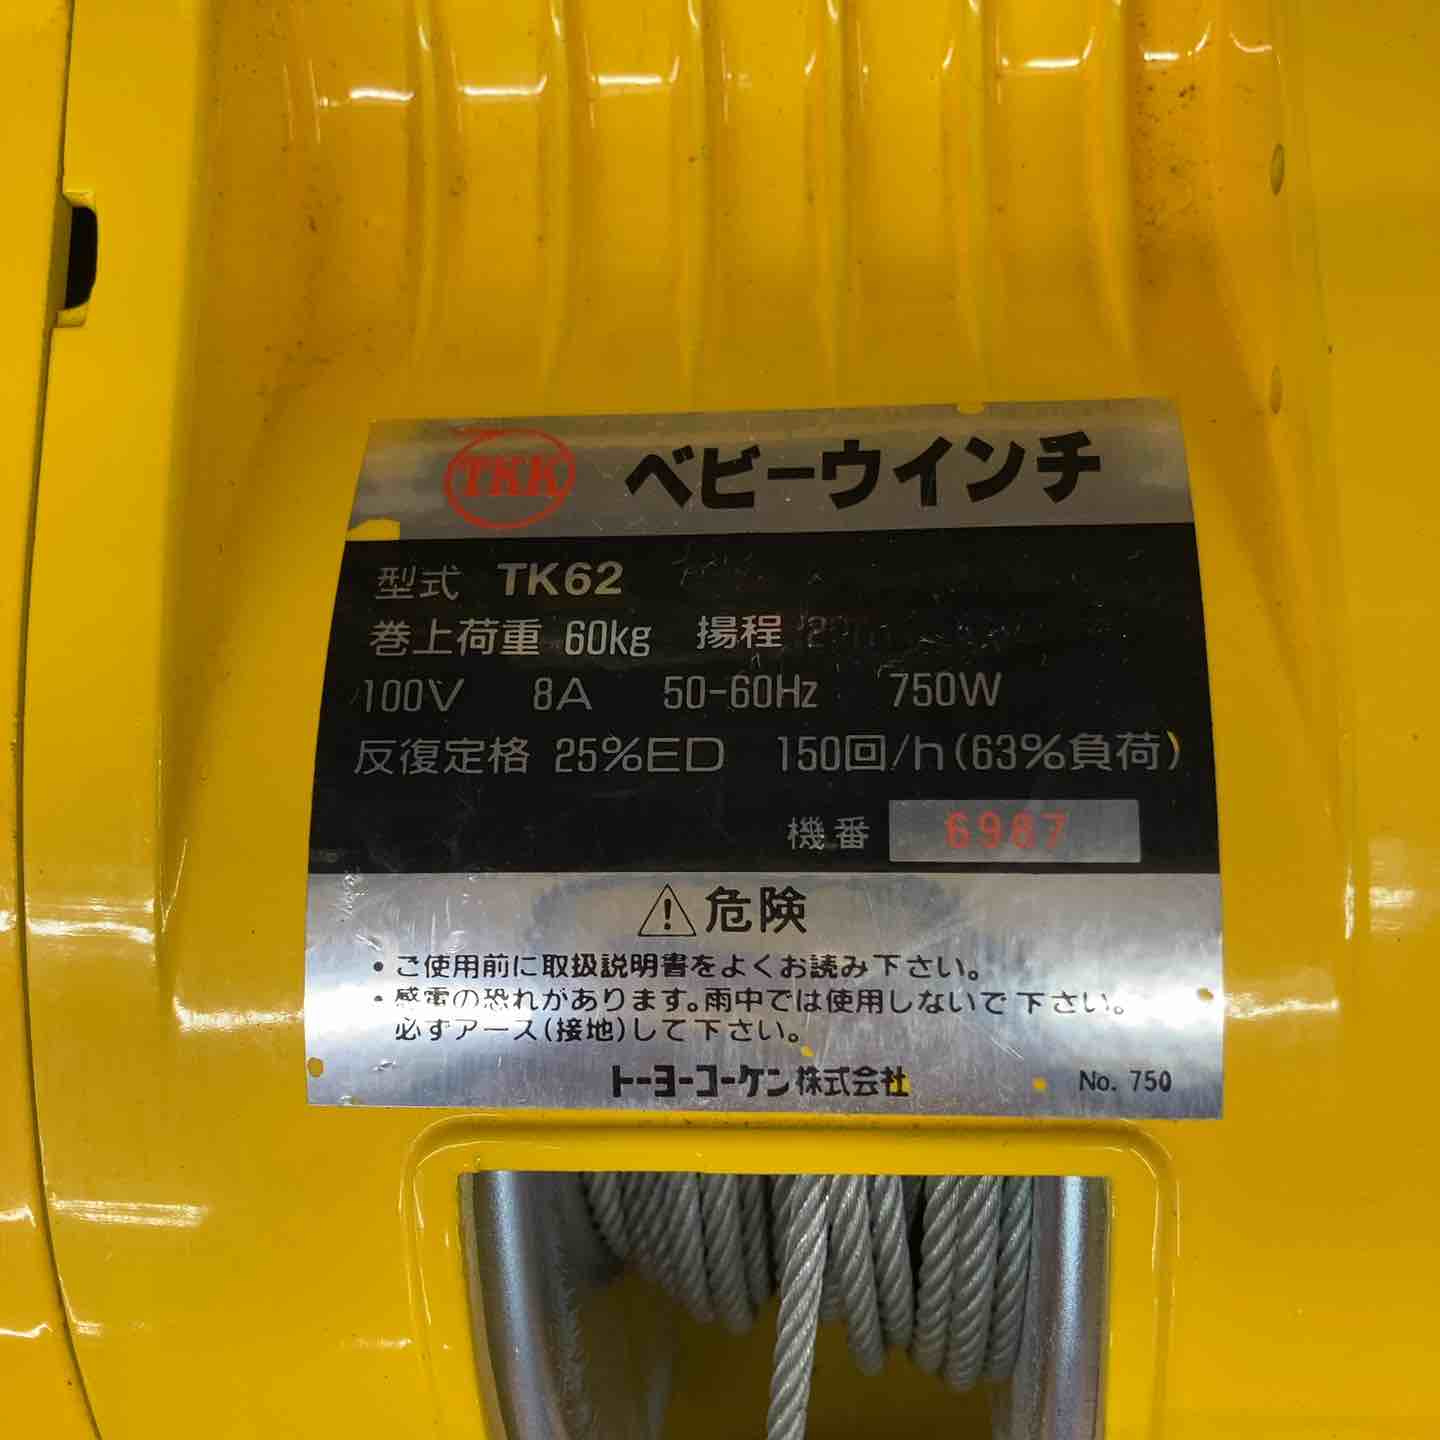 TKK ベビーウインチ
型式 TK62
巻上荷重 60kg 揚程
100V 8A 50-60Hz 750W
反復定格 25%ED 150回/h(63%負荷)
機番 6987
⚠危険
・ご使用前に取扱説明書をよくお読み下さい。
・感電の恐れがあります。雨中では使用しないで下さい。
必ずアース(接地)して下さい。
トーヨーコーケン株式会社 No. 750